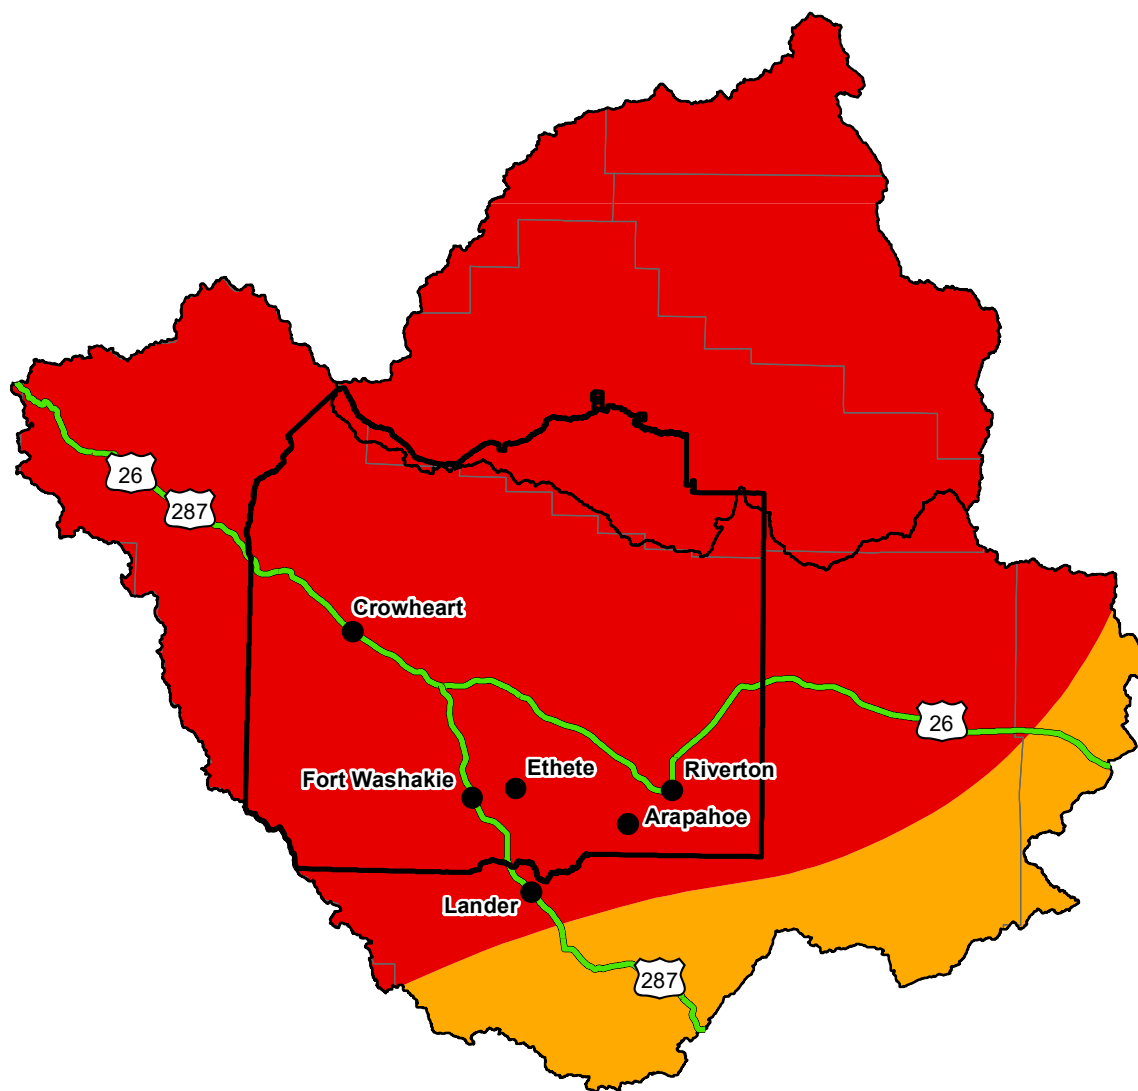 26
287
Crowheart
26
Ethete
Riverton
Fort Washakie
Arapahoe
Lander
287